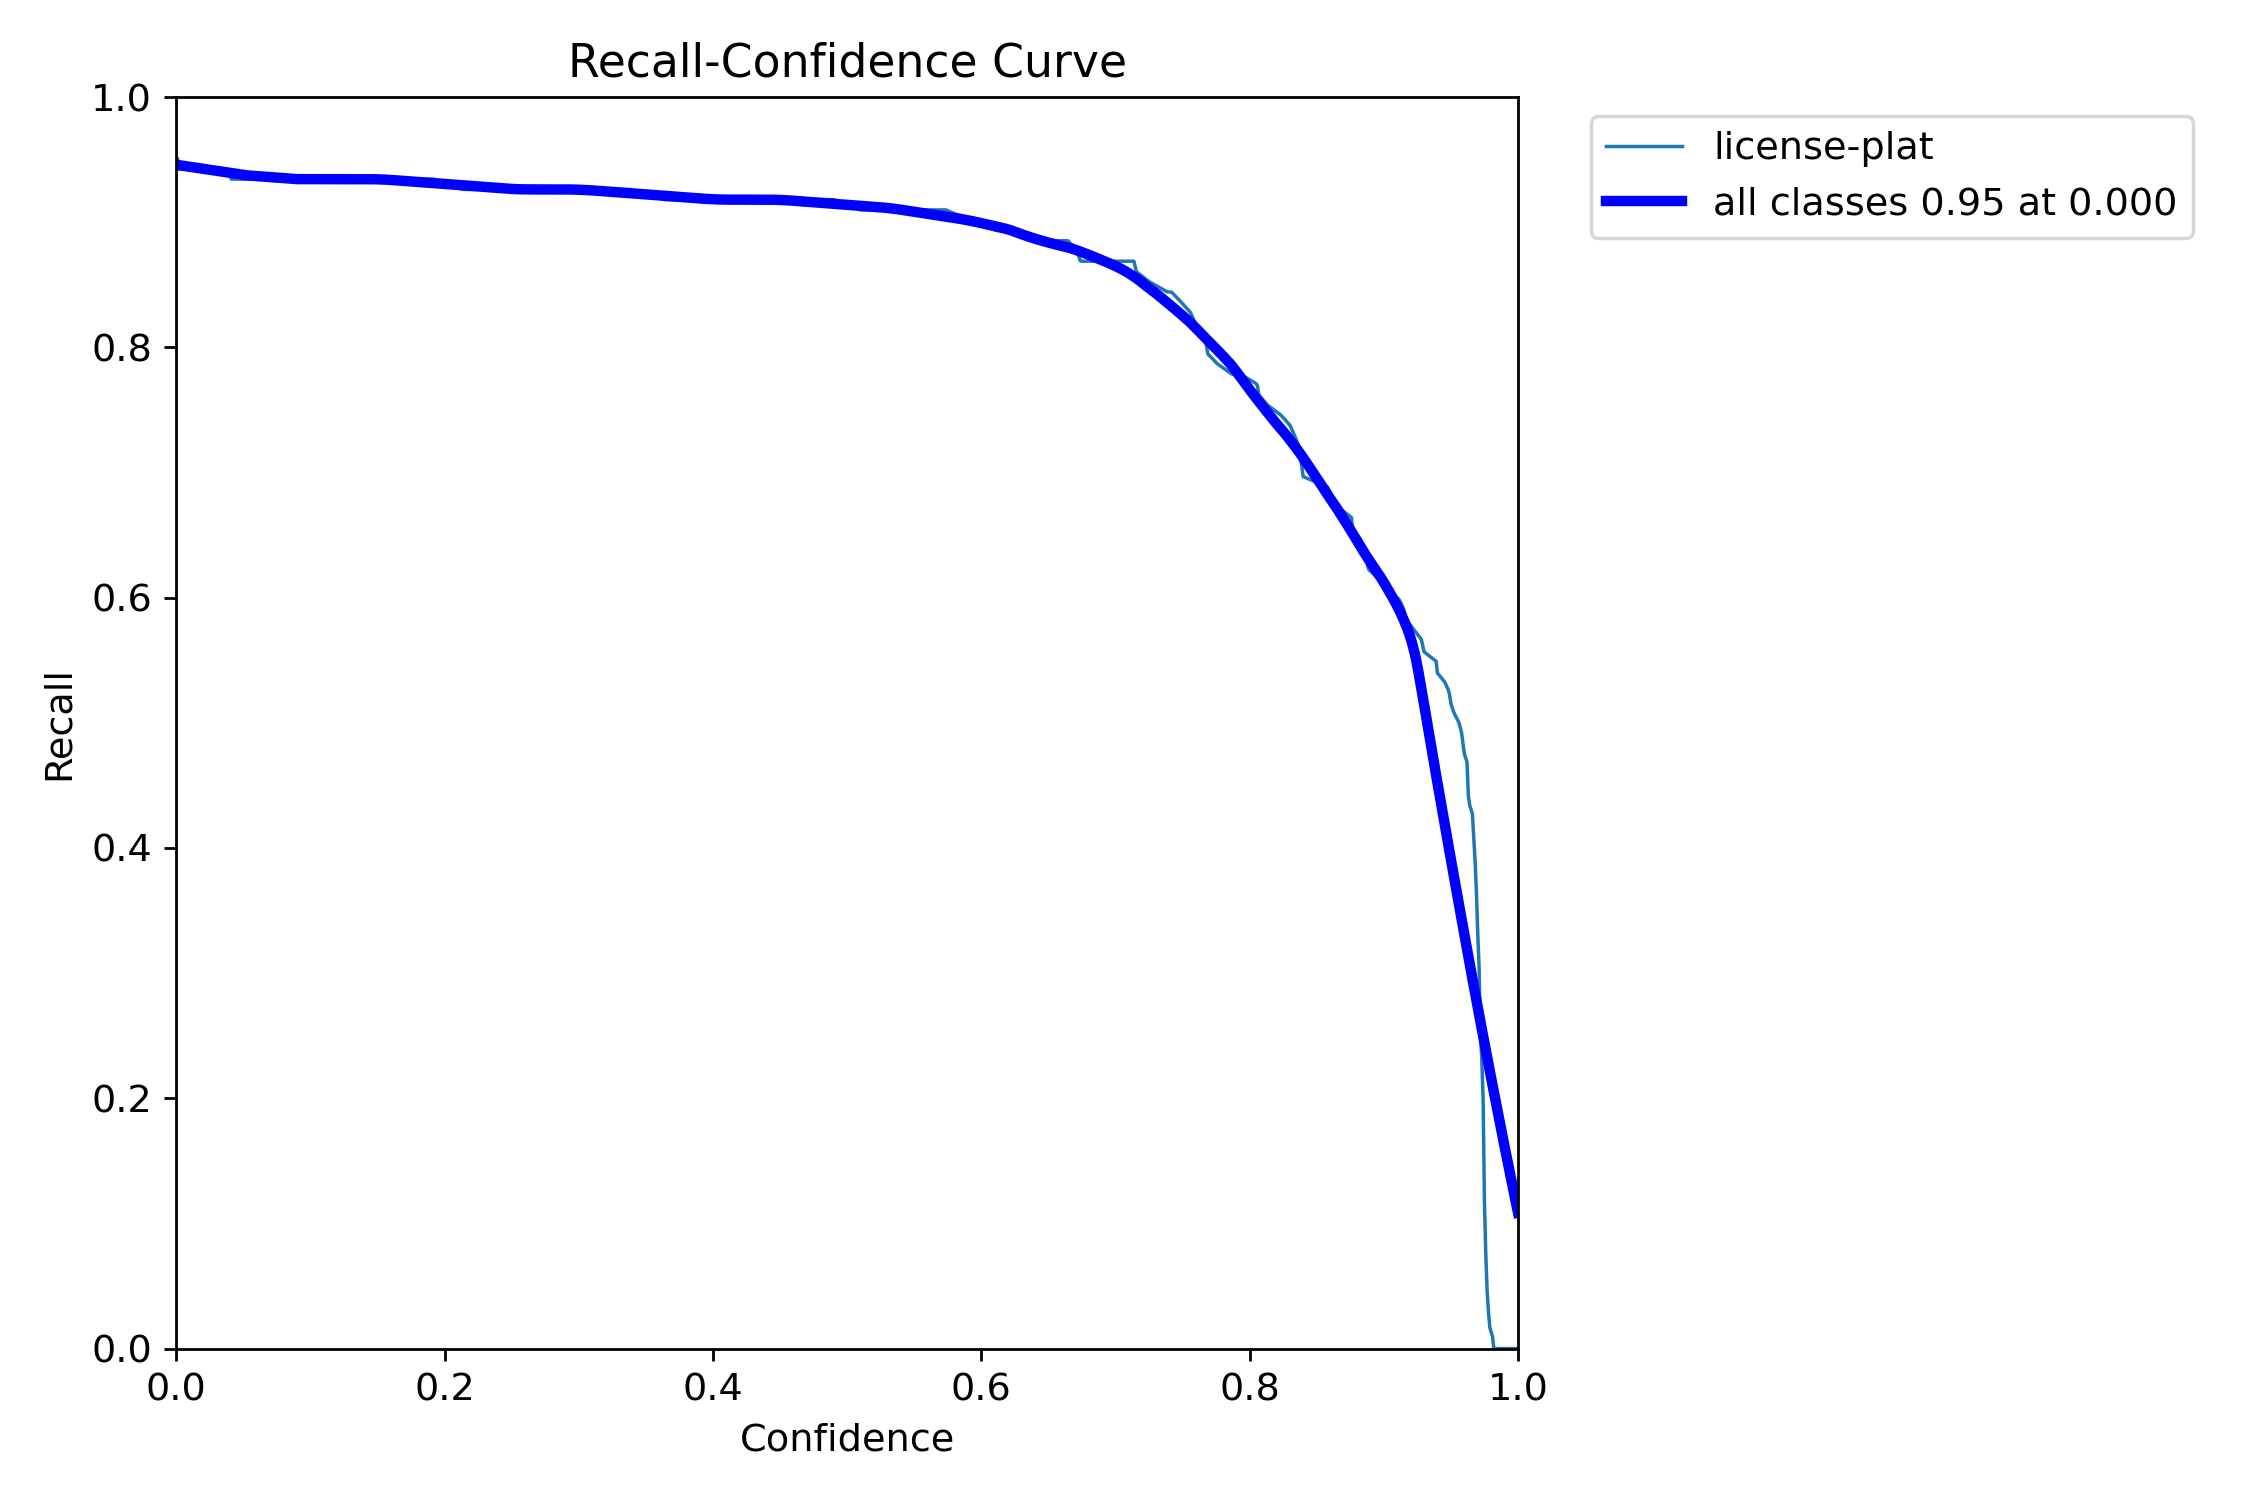 Recall-Confidence Curve
1.0
0.8
0.6
0.4
0.2
0.0
Recall
0.0 0.2 0.4 0.6 0.8 1.0
Confidence
license-plat
all classes 0.95 at 0.000